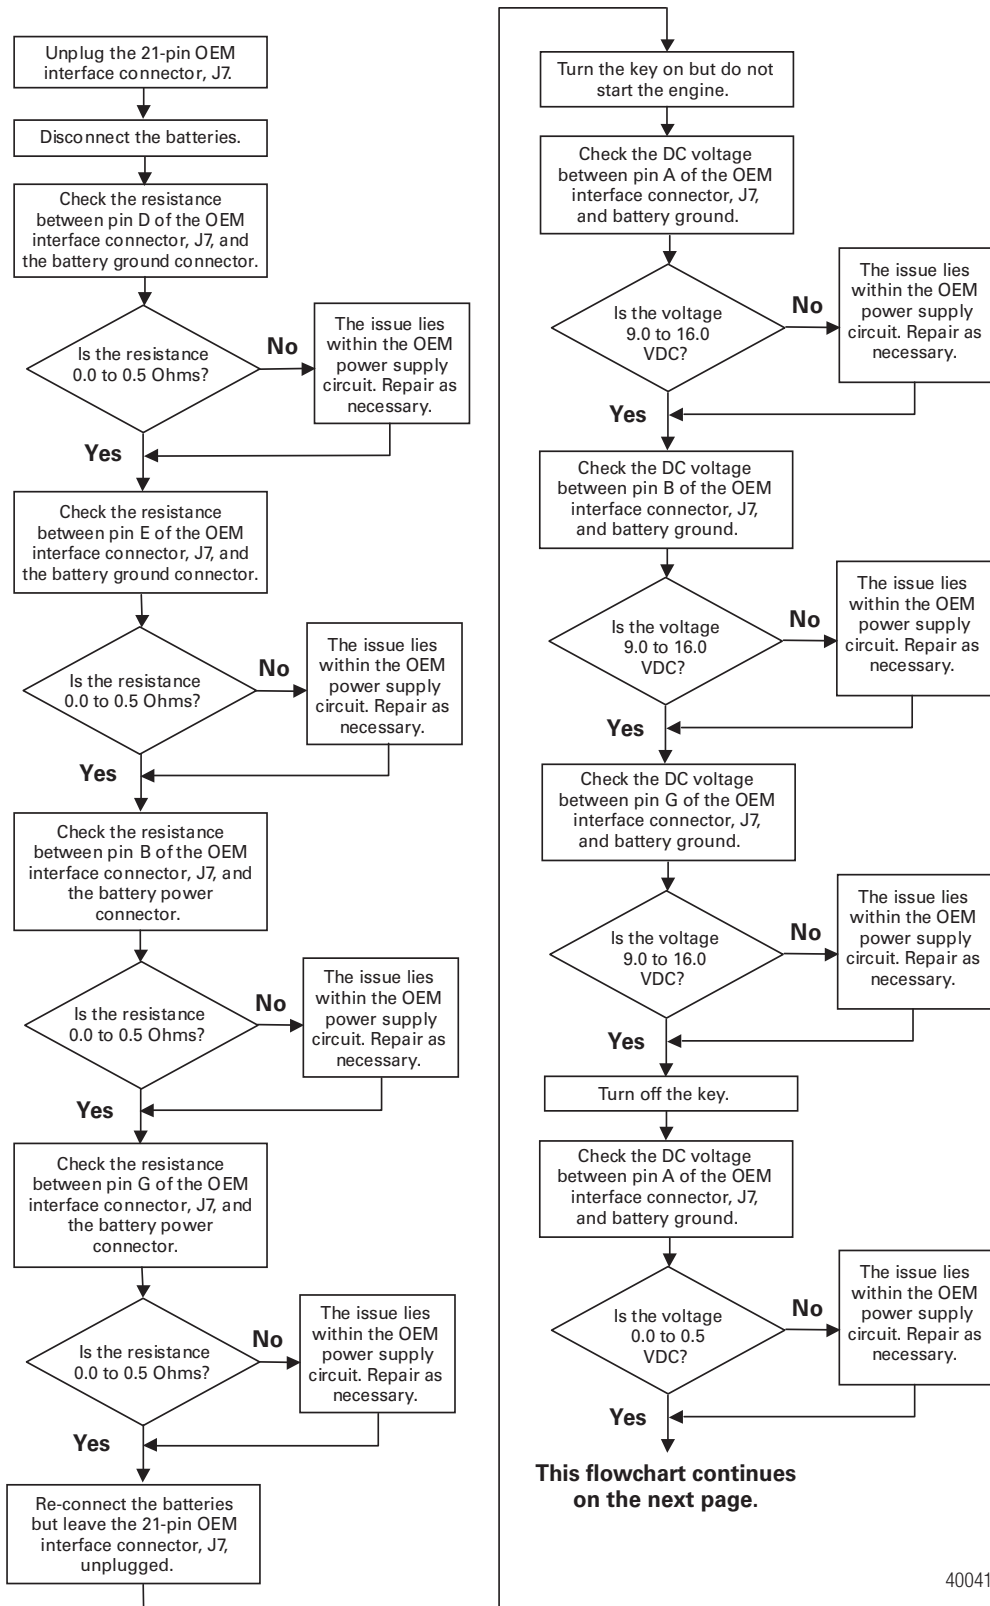 Unplug the 21-pin OEM
interface connector, J7.
Disconnect the batteries.
Check the resistance
between pin D of the OEM
interface connector, J7, and
the battery ground connector.
Is the resistance
0.0 to 0.5 Ohms?
No
The issue lies
within the OEM
power supply
circuit. Repair as
necessary.
Yes
Check the resistance
between pin E of the OEM
interface connector, J7, and
the battery ground connector.
Is the resistance
0.0 to 0.5 Ohms?
No
The issue lies
within the OEM
power supply
circuit. Repair as
necessary.
Yes
Check the resistance
between pin B of the OEM
interface connector, J7, and
the battery power
connector.
Is the resistance
0.0 to 0.5 Ohms?
No
The issue lies
within the OEM
power supply
circuit. Repair as
necessary.
Yes
Check the resistance
between pin G of the OEM
interface connector, J7, and
the battery power
connector.
Is the resistance
0.0 to 0.5 Ohms?
No
The issue lies
within the OEM
power supply
circuit. Repair as
necessary.
Yes
Re-connect the batteries
but leave the 21-pin OEM
interface connector, J7,
unplugged.
Turn the key on but do not
start the engine.
Check the DC voltage
between pin A of the OEM
interface connector, J7,
and battery ground.
Is the voltage
9.0 to 16.0
VDC?
No
The issue lies
within the OEM
power supply
circuit. Repair as
necessary.
Yes
Check the DC voltage
between pin B of the OEM
interface connector, J7,
and battery ground.
Is the voltage
9.0 to 16.0
VDC?
No
The issue lies
within the OEM
power supply
circuit. Repair as
necessary.
Yes
Check the DC voltage
between pin G of the OEM
interface connector, J7,
and battery ground.
Is the voltage
9.0 to 16.0
VDC?
No
The issue lies
within the OEM
power supply
circuit. Repair as
necessary.
Yes
Turn off the key.
Check the DC voltage
between pin A of the OEM
interface connector, J7,
and battery ground.
Is the voltage
0.0 to 0.5
VDC?
No
The issue lies
within the OEM
power supply
circuit. Repair as
necessary.
Yes
This flowchart continues
on the next page.
40041